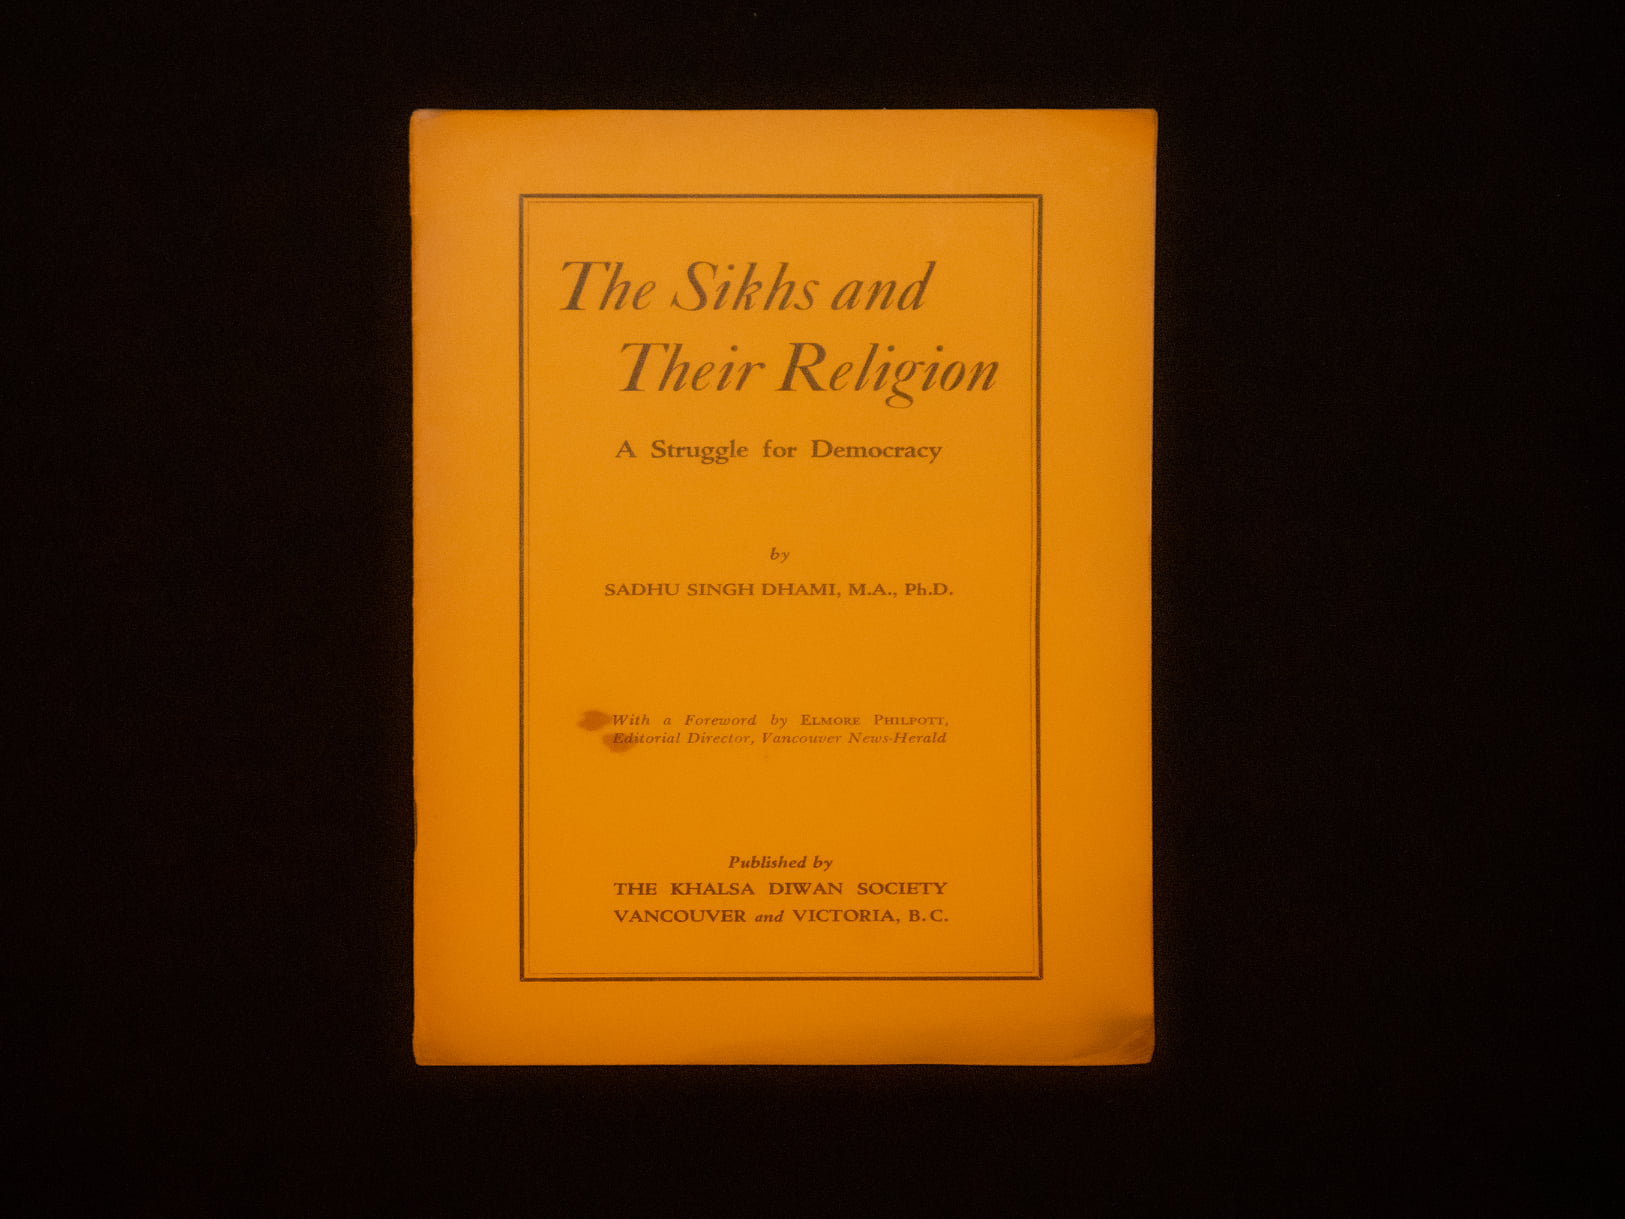 The Sikhs and
Their Religion
A Struggle for Democracy
by
SADHU SINGH DHAMI, M.A., Ph.D.
With a Foreword by ELMORE PHILPOTT,
Editorial Director, Vancouver News-Herald
Published by
THE KHALSA DIWAN SOCIETY
VANCOUVER and VICTORIA, B.C.